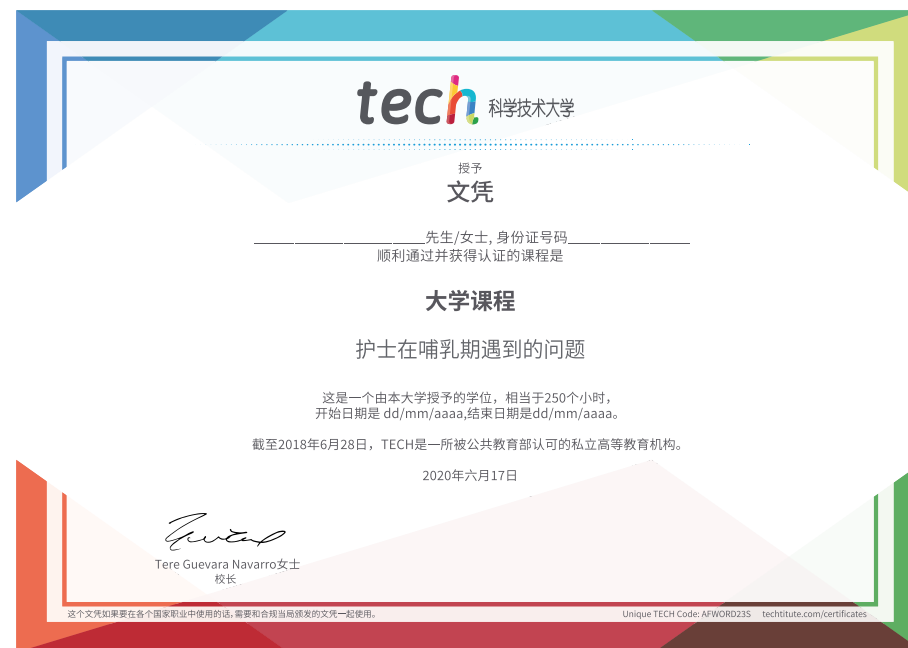 tech 科学技术大学
授予
文凭
先生/女士, 身份证号码
顺利通过并获得认证的课程是
大学课程
护士在哺乳期遇到的问题
这是一个由本大学授予的学位，相当于250个小时，
开始日期是 dd/mm/aaaa,结束日期是dd/mm/aaaa。
截至2018年6月28日，TECH是一所被公共教育部认可的私立高等教育机构。
2020年六月17日
Tere Guevara Navarro女士
校长
这个文凭如果要在各个国家职业中使用的话,需要和合规当局颁发的文凭一起使用。
Unique TECH Code: AFWORD23S techtitute.com/certificates